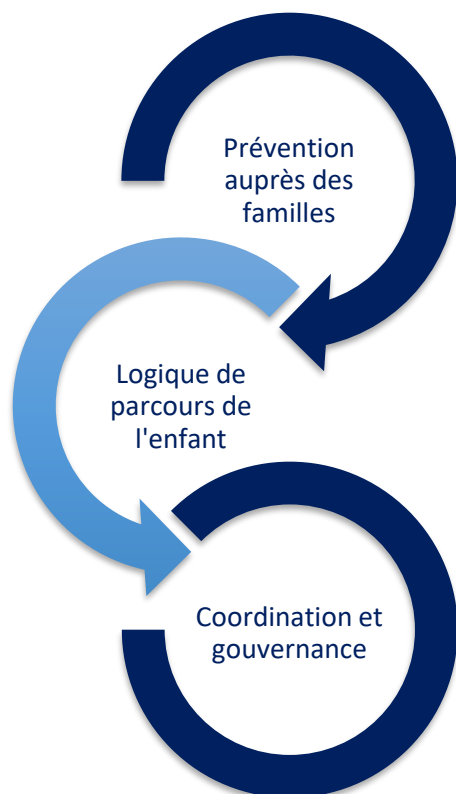 Prévention
auprès des
familles
Logique de
parcours de
l'enfant
Coordination et
gouvernance